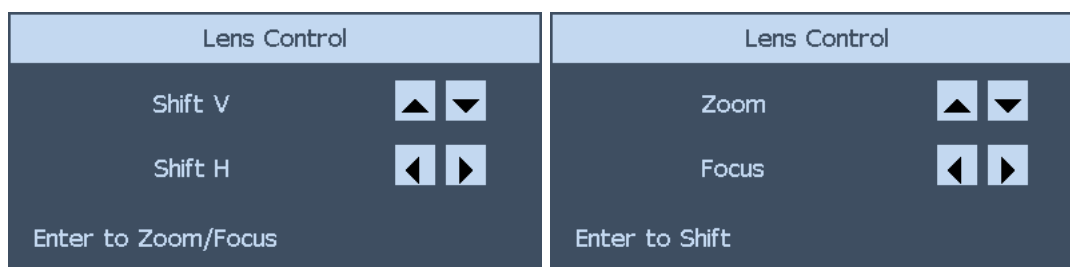 Lens Control
Shift V
Shift H
Enter to Zoom/Focus
Lens Control
Zoom
Focus
Enter to Shift